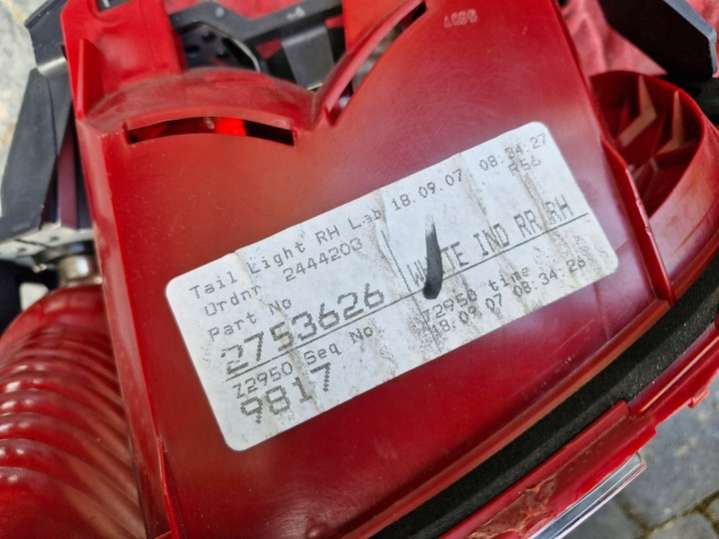 Tail Light RH Lab 18.09.07 08:34:27
Ordnr 2444203 R56
Part No
2753626 WHITE IND RR RH
Z2950 Seq No Z2950 time
9817 18.09.07 08:34:26